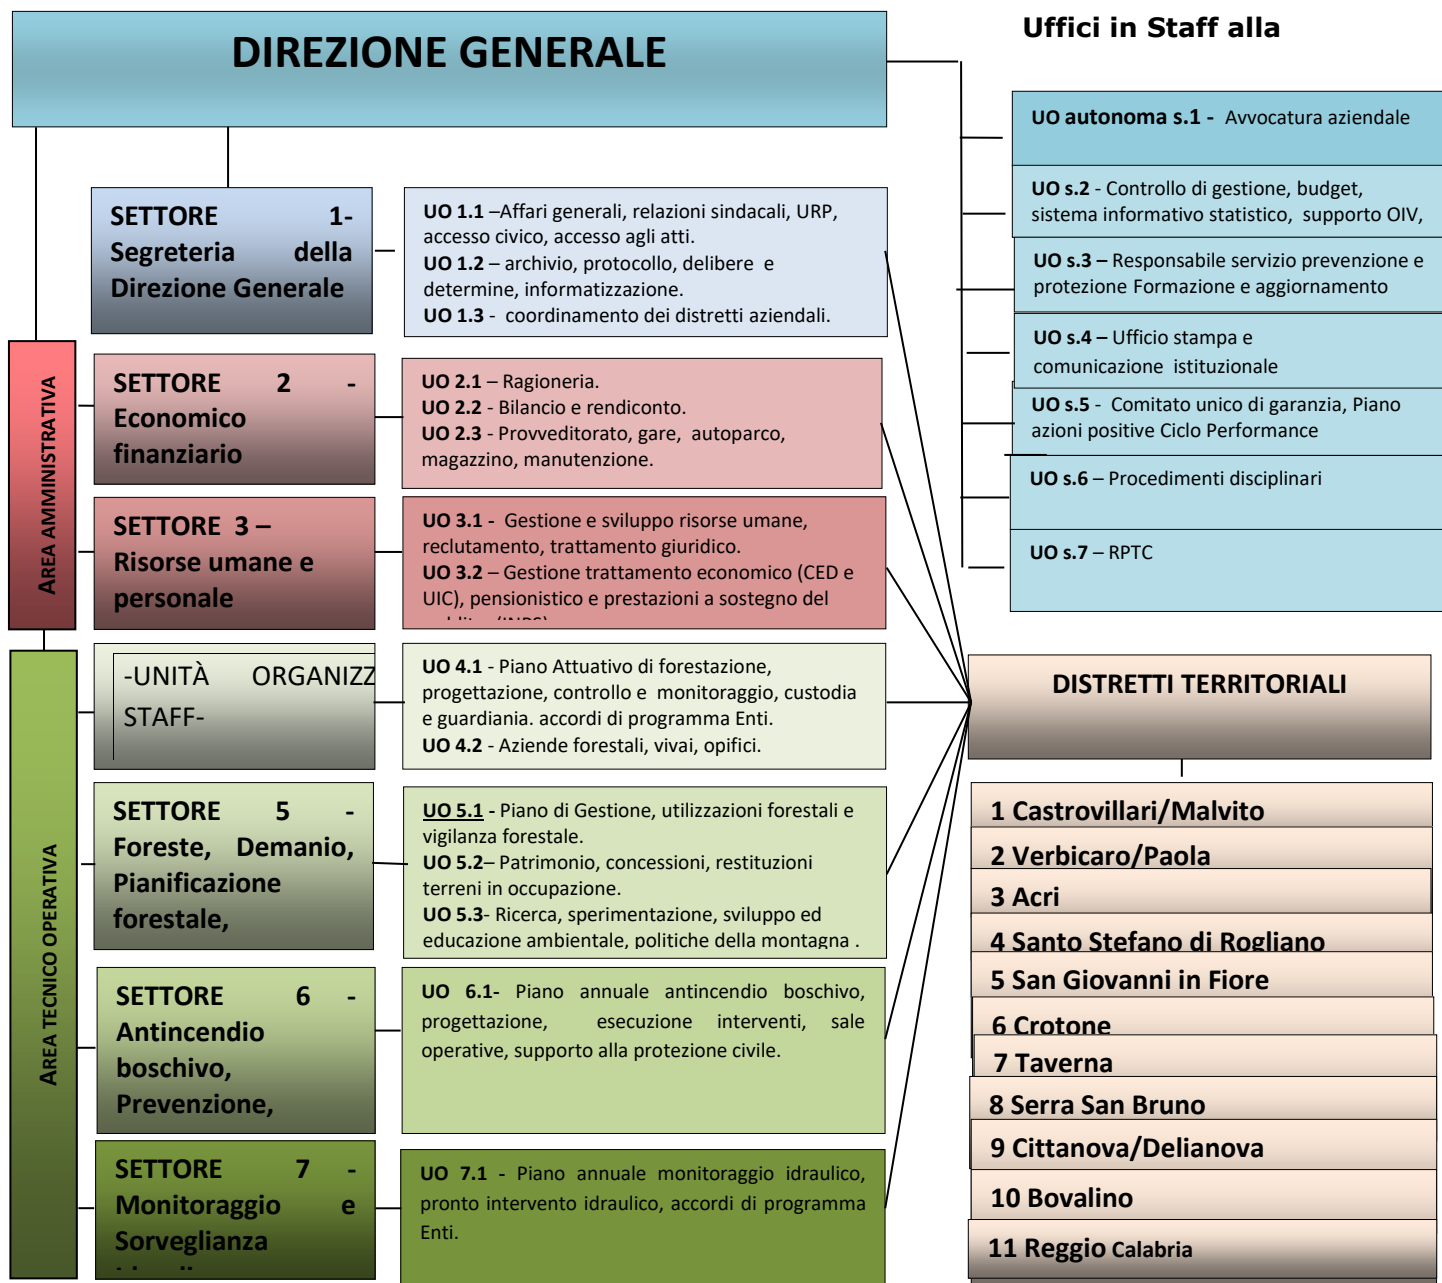 DIREZIONE GENERALE
Uffici in Staff alla
UO autonoma s.1 - Avvocatura aziendale
UO s.2 - Controllo di gestione, budget,
sistema informativo statistico, supporto OIV,
UO s.3 – Responsabile servizio prevenzione e
protezione Formazione e aggiornamento
UO s.4 – Ufficio stampa e
comunicazione istituzionale
UO s.5 - Comitato unico di garanzia, Piano
azioni positive Ciclo Performance
UO s.6 – Procedimenti disciplinari
UO s.7 – RPTC
SETTORE 1-
Segreteria della
Direzione Generale
UO 1.1 –Affari generali, relazioni sindacali, URP,
accesso civico, accesso agli atti.
UO 1.2 – archivio, protocollo, delibere e
determine, informatizzazione.
UO 1.3 - coordinamento dei distretti aziendali.
AREA AMMINISTRATIVA
SETTORE 2 -
Economico
finanziario
UO 2.1 – Ragioneria.
UO 2.2 - Bilancio e rendiconto.
UO 2.3 - Provveditorato, gare, autoparco,
magazzino, manutenzione.
SETTORE 3 –
Risorse umane e
personale
UO 3.1 - Gestione e sviluppo risorse umane,
reclutamento, trattamento giuridico.
UO 3.2 – Gestione trattamento economico (CED e
UIC), pensionistico e prestazioni a sostegno del
AREA TECNICO OPERATIVA
-UNITÀ ORGANIZZ
STAFF-
UO 4.1 - Piano Attuativo di forestazione,
progettazione, controllo e monitoraggio, custodia
e guardiania. accordi di programma Enti.
UO 4.2 - Aziende forestali, vivai, opifici.
SETTORE 5 -
Foreste, Demanio,
Pianificazione
forestale,
UO 5.1 - Piano di Gestione, utilizzazioni forestali e
vigilanza forestale.
UO 5.2– Patrimonio, concessioni, restituzioni
terreni in occupazione.
UO 5.3- Ricerca, sperimentazione, sviluppo ed
educazione ambientale, politiche della montagna .
SETTORE 6 -
Antincendio
boschivo,
Prevenzione,
UO 6.1- Piano annuale antincendio boschivo,
progettazione, esecuzione interventi, sale
operative, supporto alla protezione civile.
SETTORE 7 -
Monitoraggio e
Sorveglianza
UO 7.1 - Piano annuale monitoraggio idraulico,
pronto intervento idraulico, accordi di programma
Enti.
DISTRETTI TERRITORIALI
1 Castrovillari/Malvito
2 Verbicaro/Paola
3 Acri
4 Santo Stefano di Rogliano
5 San Giovanni in Fiore
6 Crotone
7 Taverna
8 Serra San Bruno
9 Cittanova/Delianova
10 Bovalino
11 Reggio Calabria